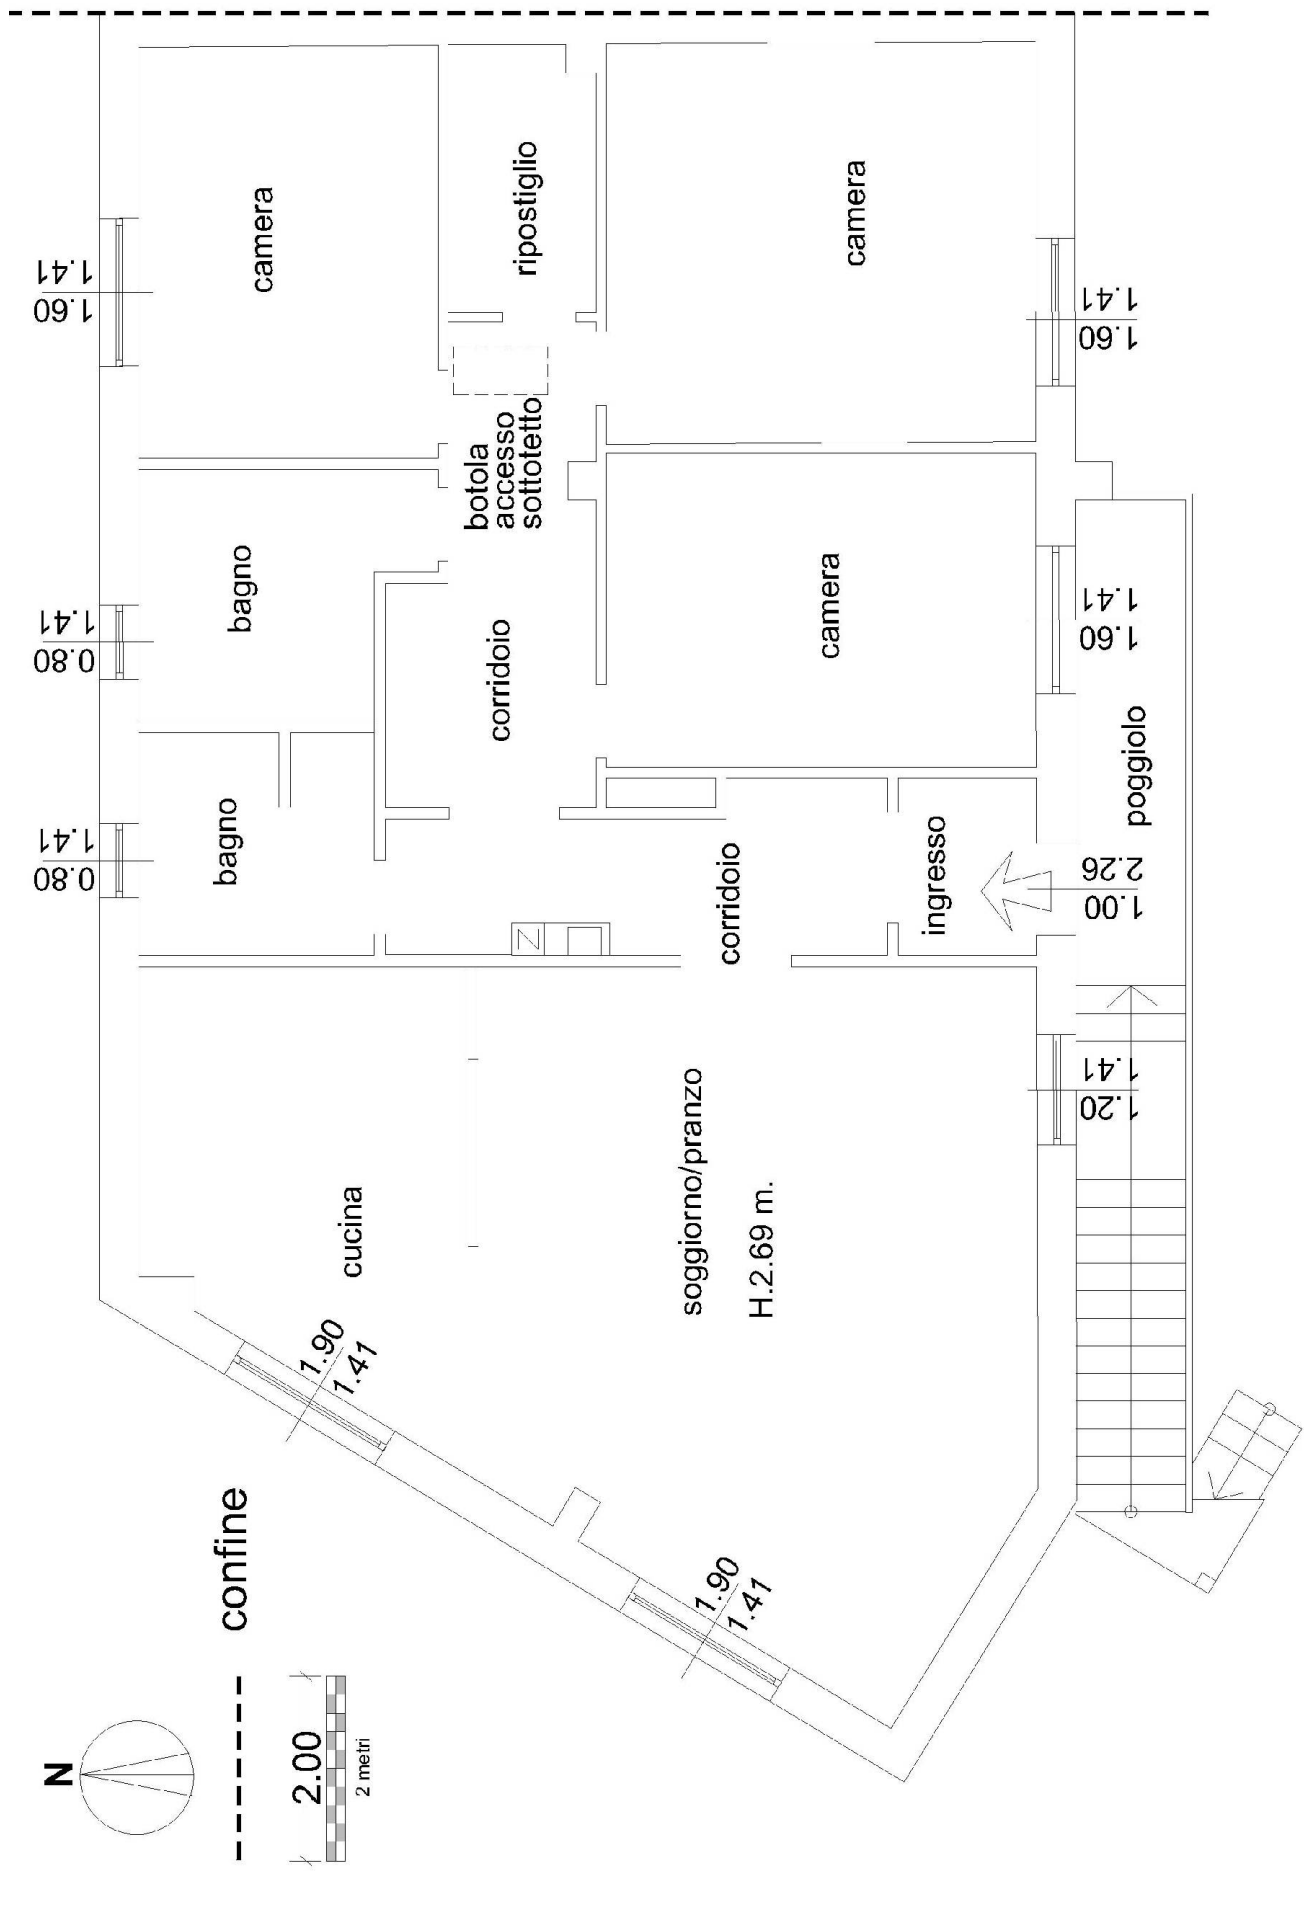 camera
ripostiglio
camera
1.41
1.60
1.41
1.60
botola
accesso
sottotetto
bagno
camera
1.41
0.80
1.41
1.60
corridoio
poggiolo
bagno
1.41
0.80
corridoio
ingresso
2.26
1.00
Z
1.41
1.20
cucina
soggiorno/pranzo
H.2.69 m.
1.90
1.41
1.90
1.41
confine
N
2.00
2 metri